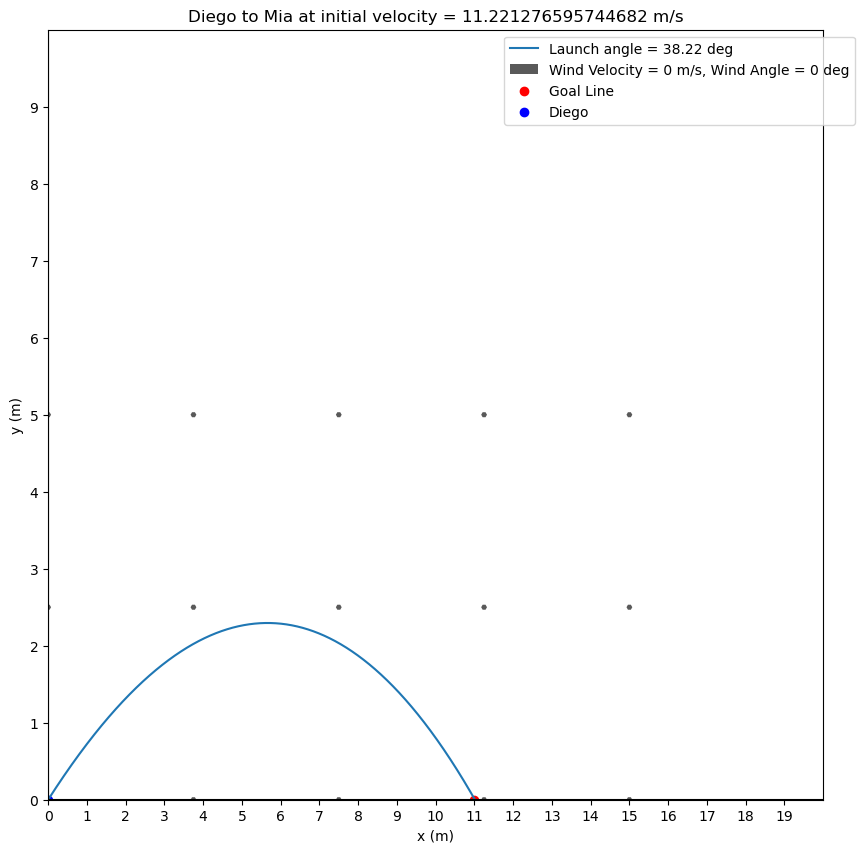 Diego to Mia at initial velocity = 11.221276595744682 m/s
Launch angle = 38.22 deg
Wind Velocity = 0 m/s, Wind Angle = 0 deg
Goal Line
Diego
9
8
7
6
5
4
3
2
1
0
y (m)
0 1 2 3 4 5 6 7 8 9 10 11 12 13 14 15 16 17 18 19
x (m)